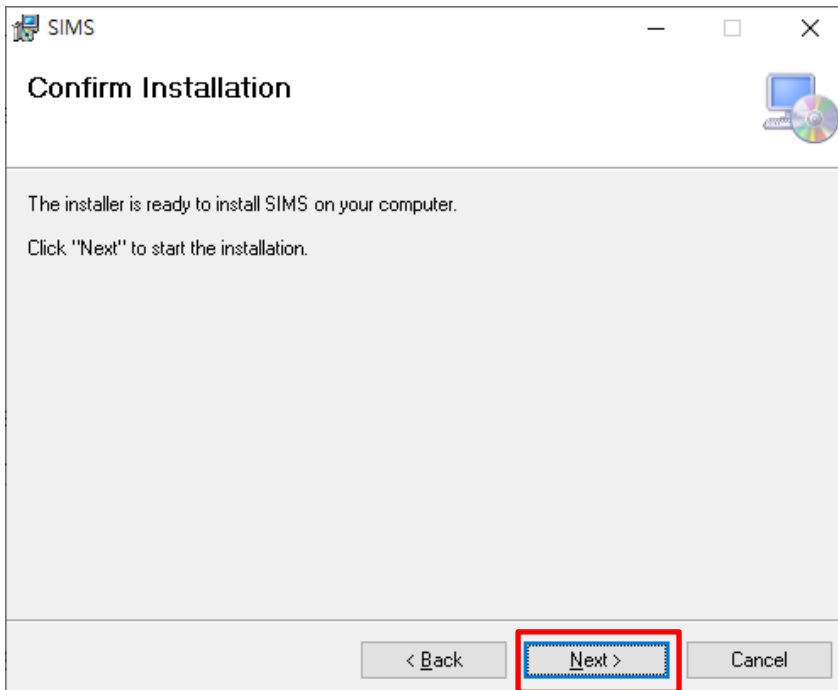 SIMS
Confirm Installation
The installer is ready to install SIMS on your computer.
Click "Next" to start the installation.
< Back
Next >
Cancel